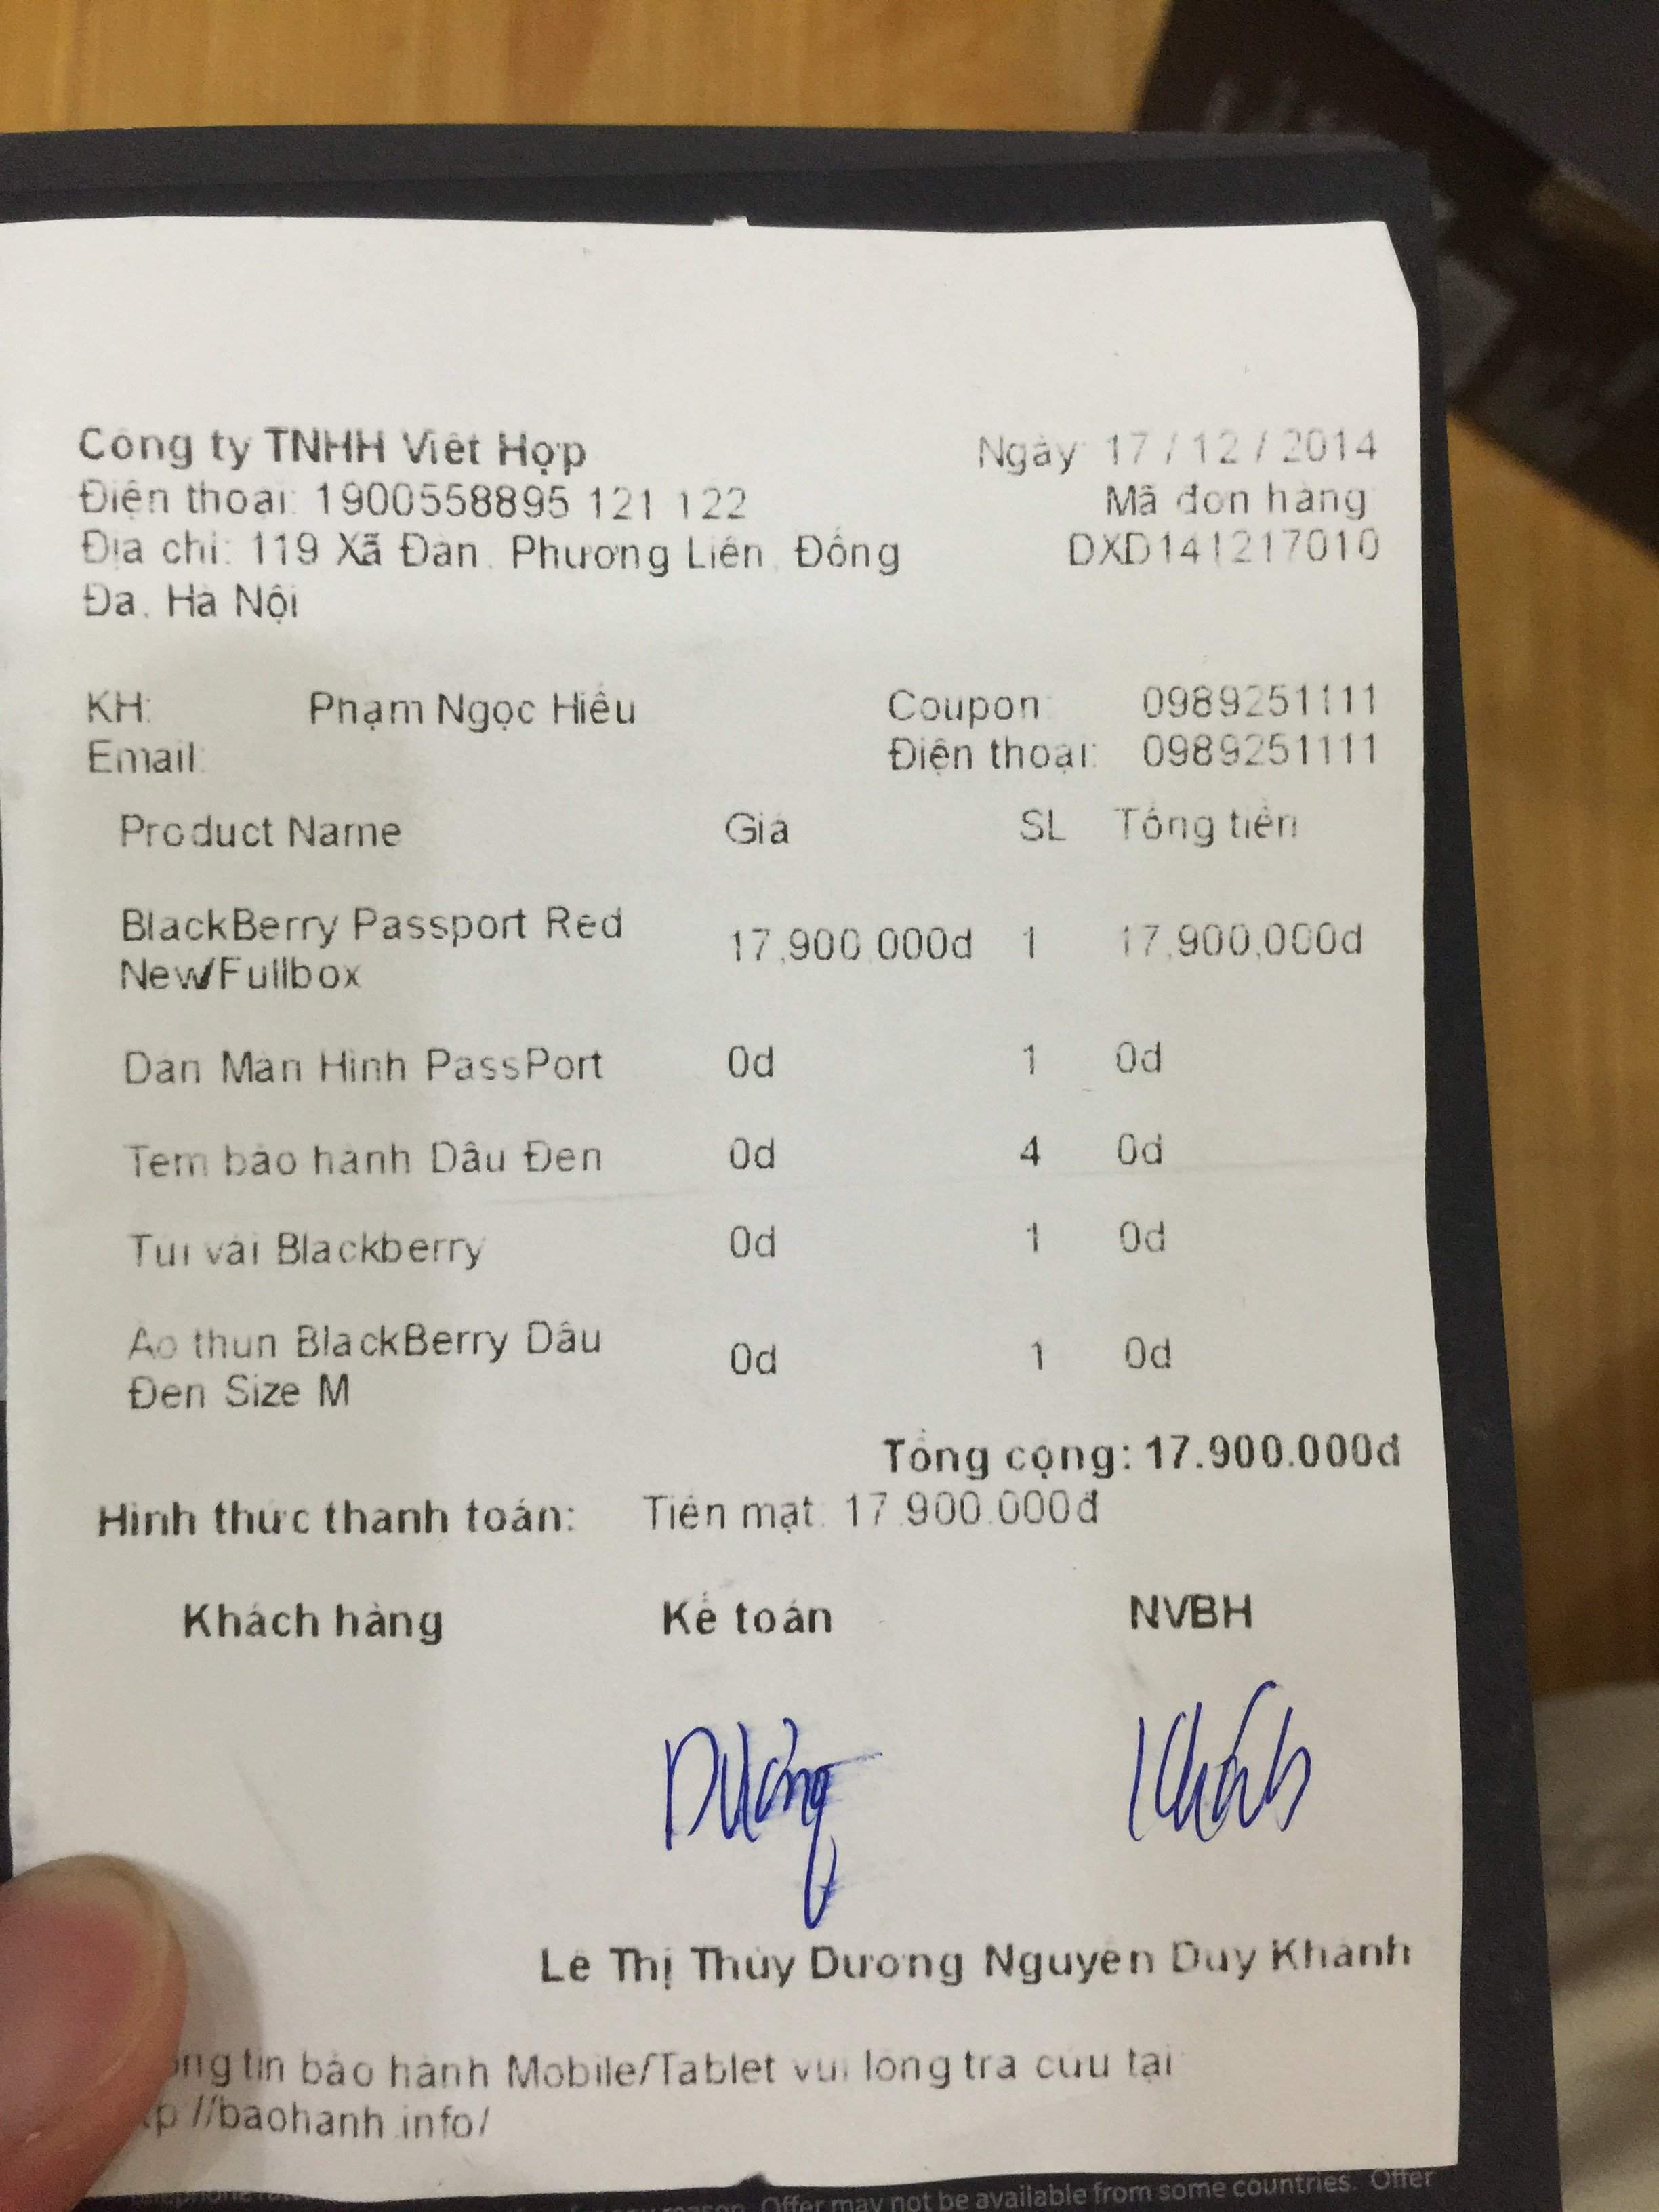 Công ty TNHH Việt Hợp
Ngày: 17 / 12 / 2014
Điện thoại: 1900558895 121 122
Mã đơn hàng
Địa chỉ: 119 Xã Đàn, Phương Liên, Đống
DXD141217010
Đa, Hà Nội
KH: Phạm Ngọc Hiếu
Coupon: 0989251111
Email:
Điện thoại: 0989251111
Product Name Giá SL Tổng tiền
BlackBerry Passport Red
New/Fullbox
17,900,000đ 1 17,900,000đ
Dán Màn Hình PassPort 0đ 1 0đ
Tem bảo hành Dâu Đen 0đ 4 0đ
Túi vải Blackberry 0đ 1 0đ
Áo thun BlackBerry Dâu
Đen Size M
0đ 1 0đ
Tổng cộng: 17.900.000đ
Hình thức thanh toán: Tiền mặt: 17.900.000đ
Khách hàng Kế toán NVBH
Dương Khánh
Lê Thị Thùy Dương Nguyễn Duy Khánh
tin bảo hành Mobile/Tablet vui lòng tra cứu tại
://baohanh.info/
Offer may not be available from some countries. Offer